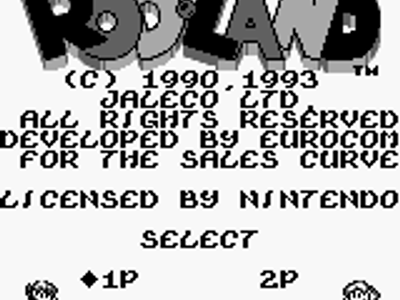 RODLAND
TM
(C) 1990,1993
JALECO LTD.
ALL RIGHTS RESERVED
DEVELOPED BY EUROCOM
FOR THE SALES CURVE
LICENSED BY NINTENDO
SELECT
◆1P 2P